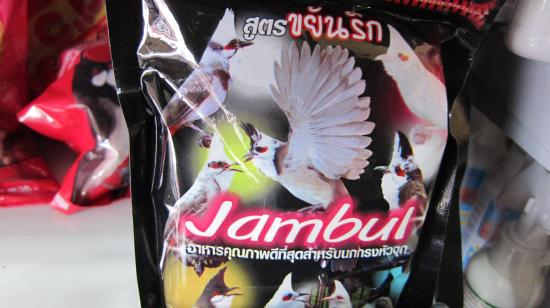 สูตรขยันริก
Jambul
อาหารคุณภาพดีที่สุดสำหรับนกกรงหัวจุก